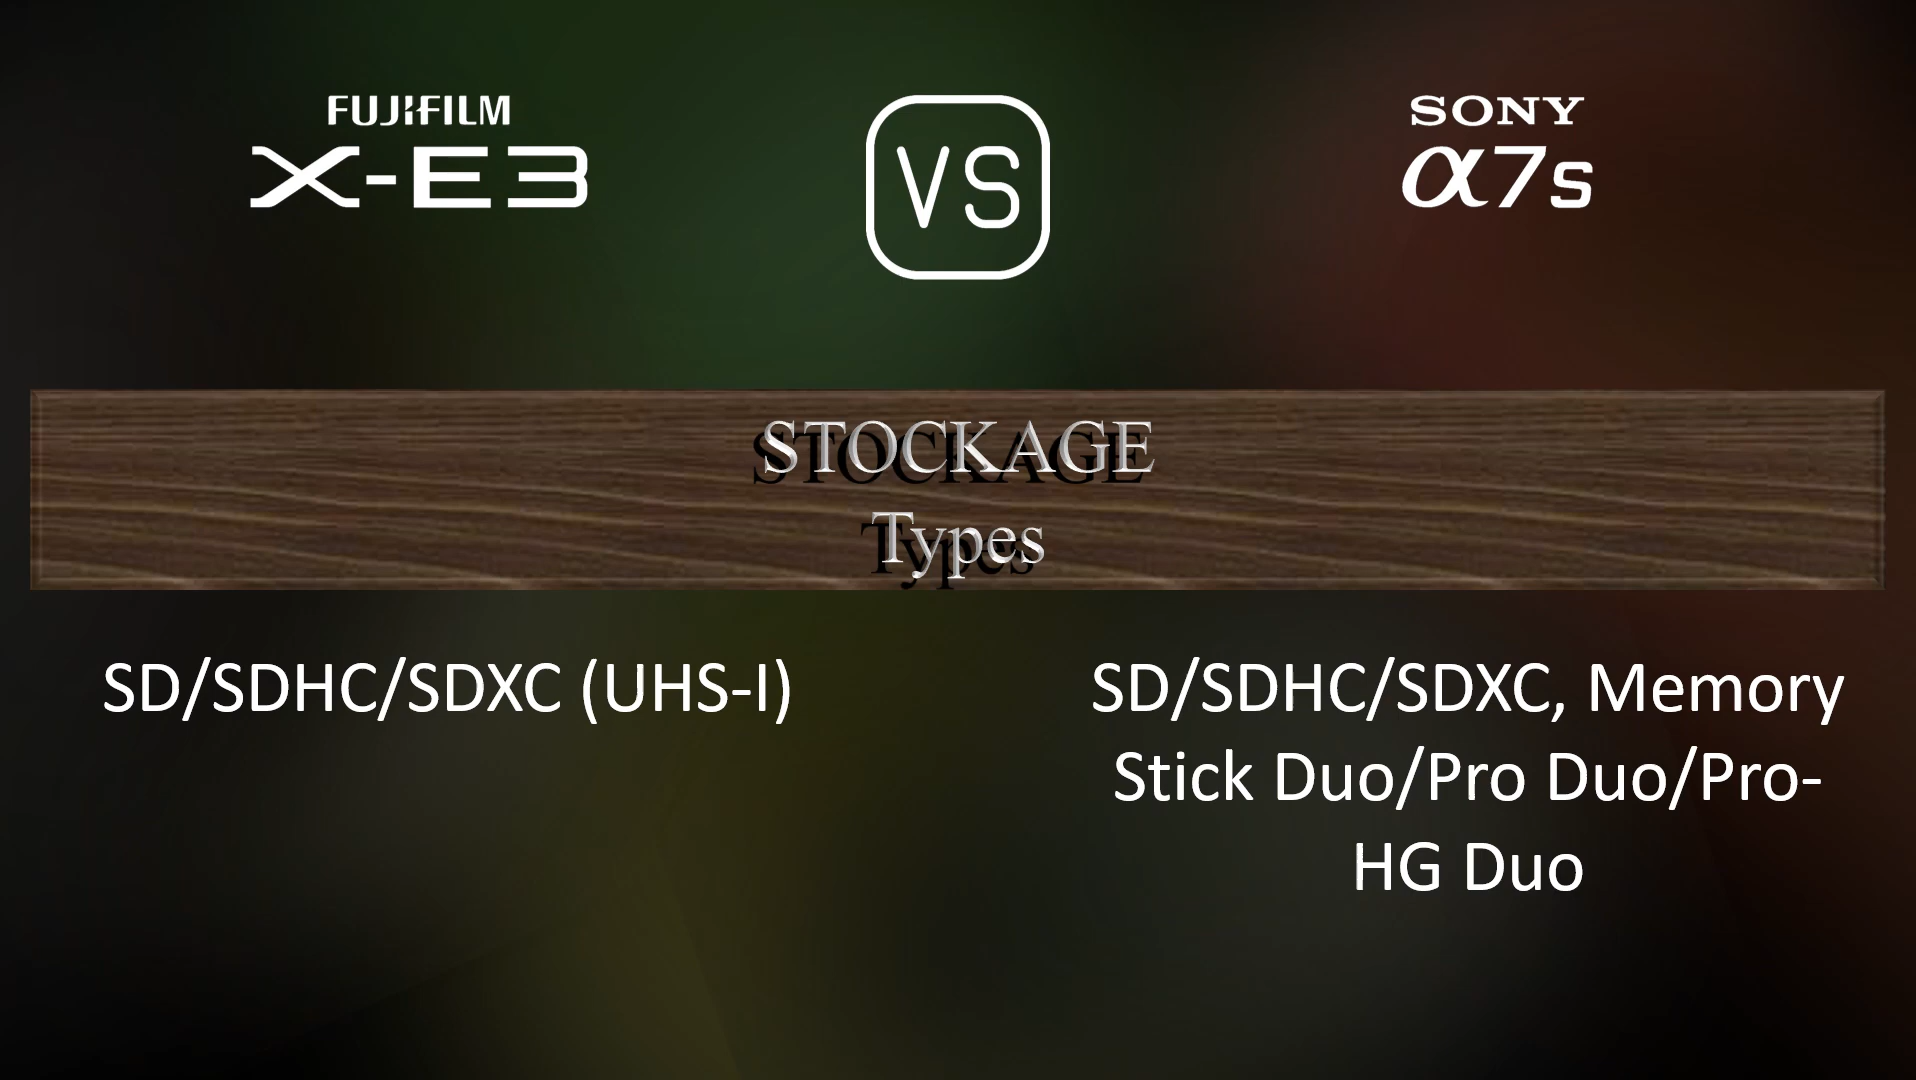 FUJIFILM
X-E3
VS
SONY
α7s
STOCKAGE
Types
SD/SDHC/SDXC (UHS-I)
SD/SDHC/SDXC, Memory
Stick Duo/Pro Duo/Pro-
HG Duo